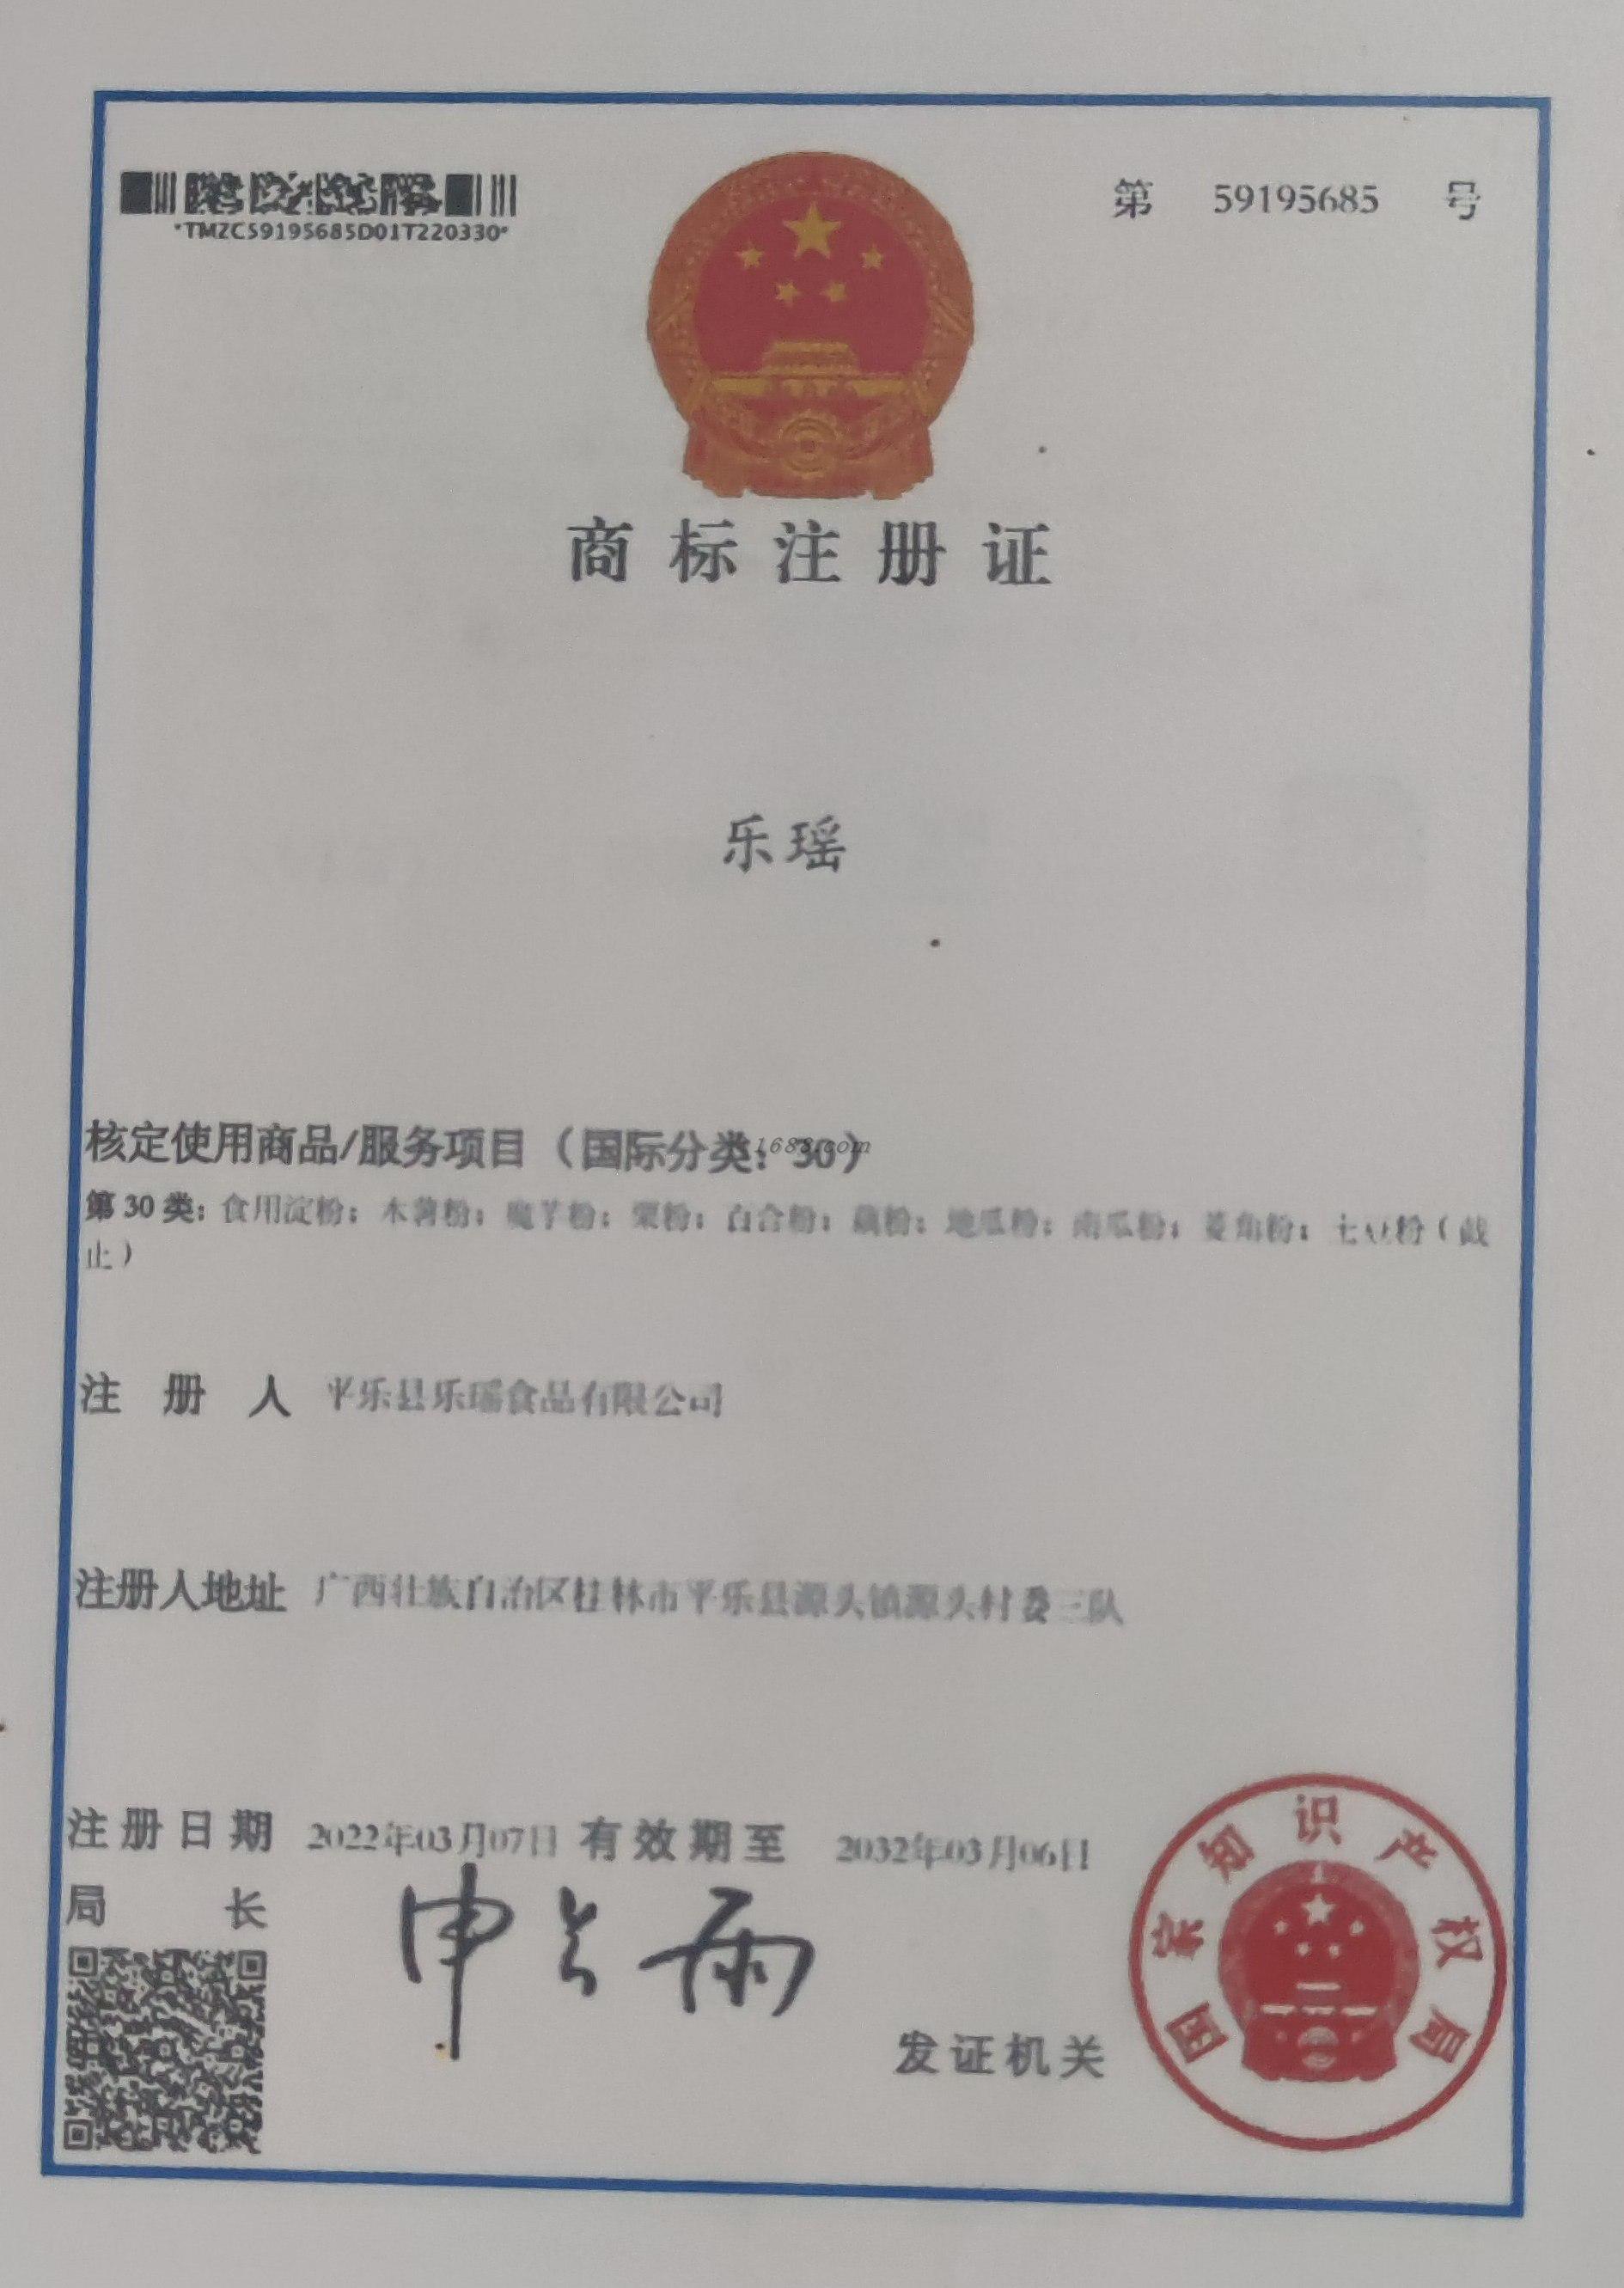 *TMZC59195685D01T220330*
第 59195685 号
商标注册证
乐瑶
核定使用商品/服务项目（国际分类：30）
1688.com
第30类：食用淀粉；木薯粉；魔芋粉；栗粉；百合粉；藕粉；地瓜粉；南瓜粉；菱角粉；土豆粉（截
止）
注册人 平乐县乐瑶食品有限公司
注册人地址 广西壮族自治区桂林市平乐县源头镇源头村委三队
注册日期 2022年03月07日 有效期至 2032年03月06日
局长 申长雨
发证机关
国家知识产权局